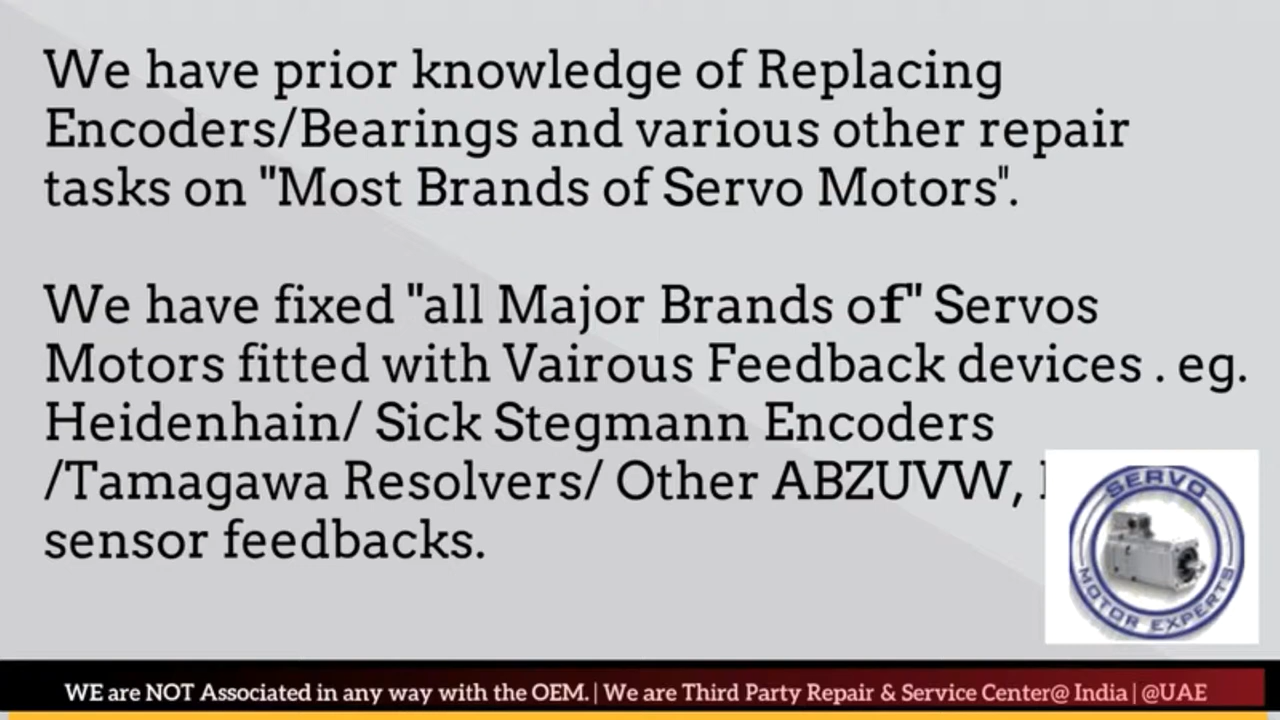 We have prior knowledge of Replacing
Encoders/Bearings and various other repair
tasks on "Most Brands of Servo Motors".
We have fixed "all Major Brands of" Servos
Motors fitted with Vairous Feedback devices . eg.
Heidenhain/ Sick Stegmann Encoders
/Tamagawa Resolvers/ Other ABZUVW,
sensor feedbacks.
SERVO
MOTOR EXPERTS
WE are NOT Associated in any way with the OEM. | We are Third Party Repair & Service Center@ India | @UAE